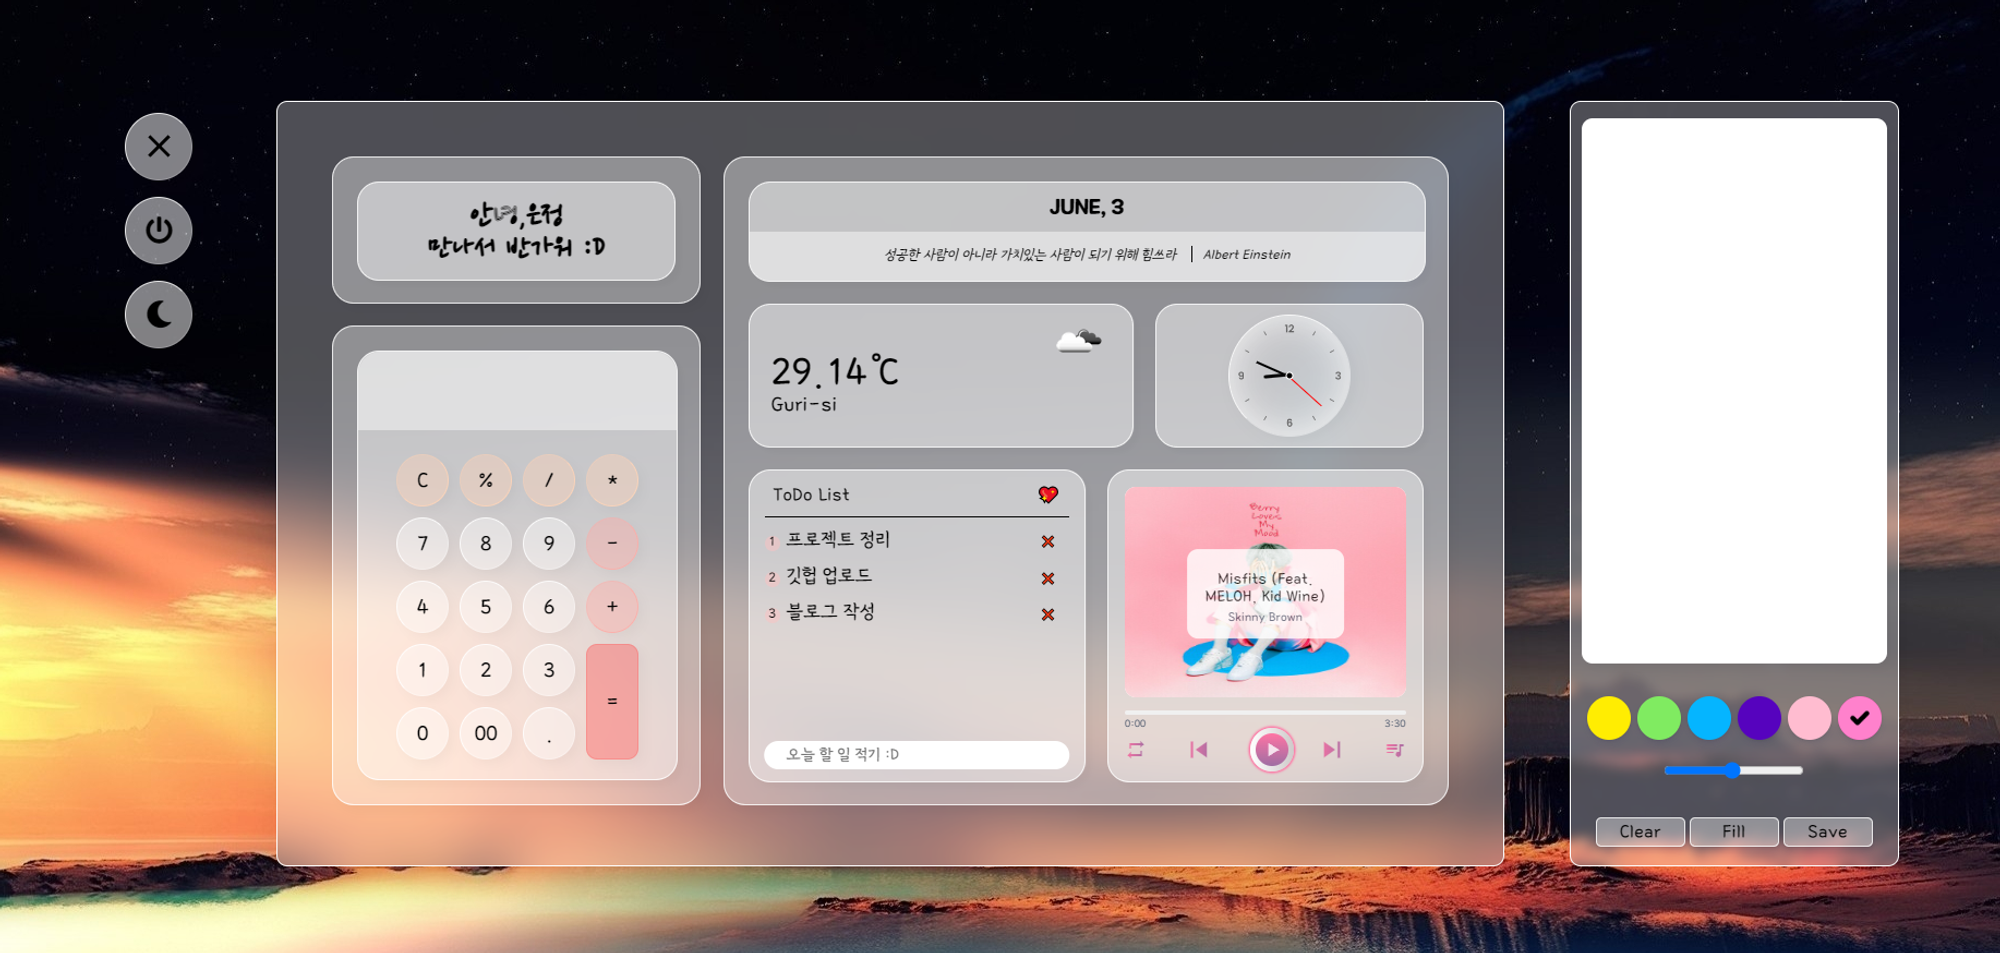 안녕,은정
만나서 반가워 :D
C % / *
7 8 9 -
4 5 6 +
1 2 3
=
0 00 .
JUNE, 3
성공한 사람이 아니라 가치있는 사람이 되기 위해 힘쓰라 | Albert Einstein
29.14℃
Guri-si
12
9 3
6
ToDo List
1 프로젝트 정리
2 깃헙 업로드
3 블로그 작성
오늘 할 일 적기 :D
Berry
Lovers
My
Mood
Misfits (Feat.
MELOH, Kid Wine)
Skinny Brown
0:00 3:30
Clear Fill Save